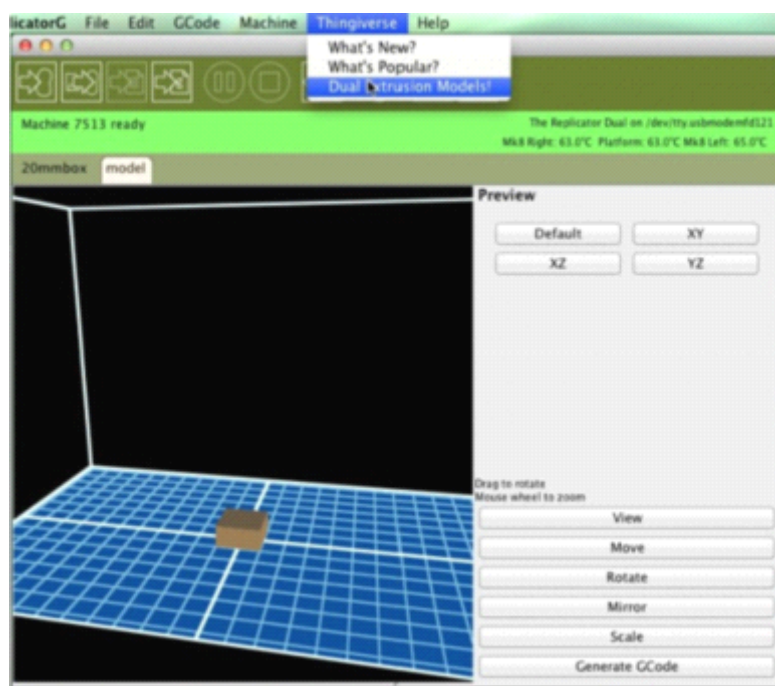 licatorG File Edit GCode Machine Thingiverse Help
What's New?
What's Popular?
Dual Extrusion Models!
Machine 7513 ready
The Replicator Dual on /dev/tty.usbmodemfd121
Mk8 Right: 63.0°C Platform: 63.0°C Mk8 Left: 65.0°C
20mmbox model
Preview
Default XY
XZ YZ
Drag to rotate
Mouse wheel to zoom
View
Move
Rotate
Mirror
Scale
Generate GCode